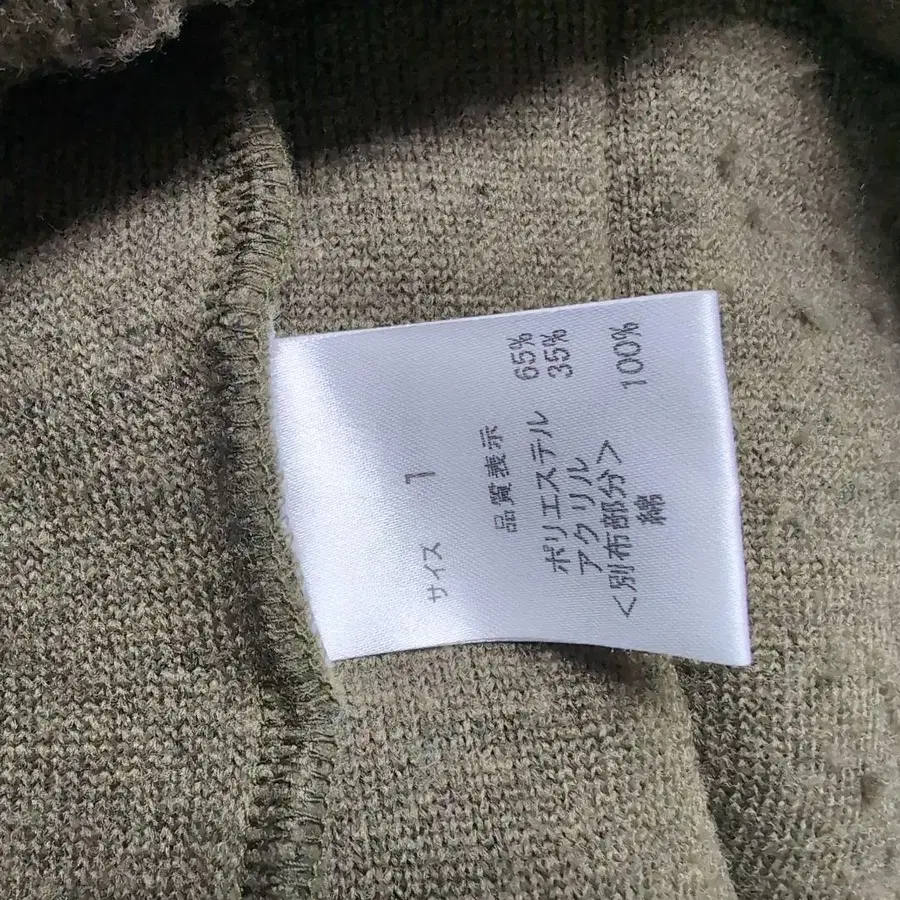 サイズ 1
品質表示
ポリエステル 65%
アクリル 35%
<別布部分>
綿 100%